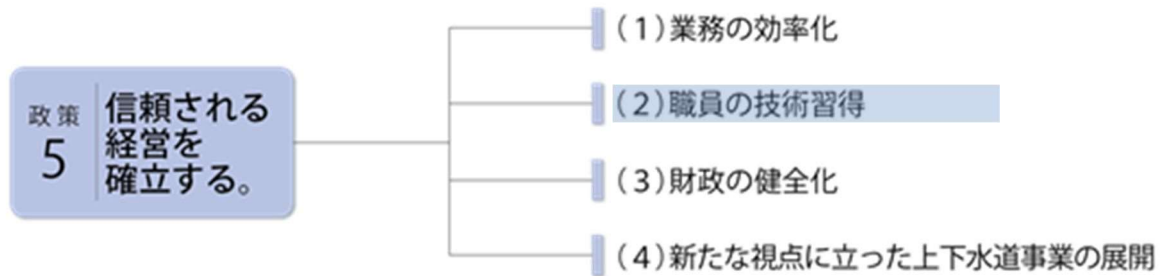 政策
5
信頼される
経営を
確立する。
(1)業務の効率化
(2)職員の技術習得
(3)財政の健全化
(4)新たな視点に立った上下水道事業の展開